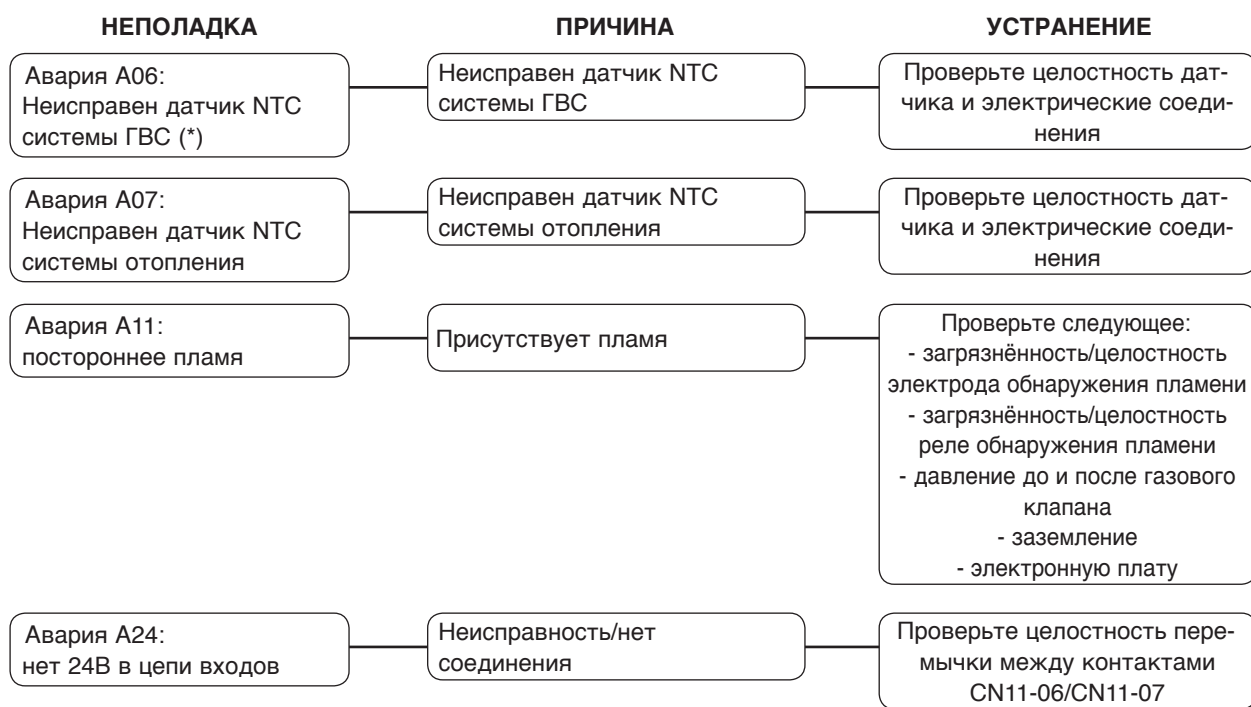 НЕПОЛАДКА
ПРИЧИНА
УСТРАНЕНИЕ
Авария A06:
Неисправен датчик NTC
системы ГВС (*)
Неисправен датчик NTC
системы ГВС
Проверьте целостность дат-
чика и электрические соеди-
нения
Авария A07:
Неисправен датчик NTC
системы отопления
Неисправен датчик NTC
системы отопления
Проверьте целостность дат-
чика и электрические соеди-
нения
Авария A11:
постороннее пламя
Присутствует пламя
Проверьте следующее:
- загрязнённость/целостность
электрода обнаружения пламени
- загрязнённость/целостность
реле обнаружения пламени
- давление до и после газового
клапана
- заземление
- электронную плату
Авария A24:
нет 24В в цепи входов
Неисправность/нет
соединения
Проверьте целостность пере-
мычки между контактами
CN11-06/CN11-07